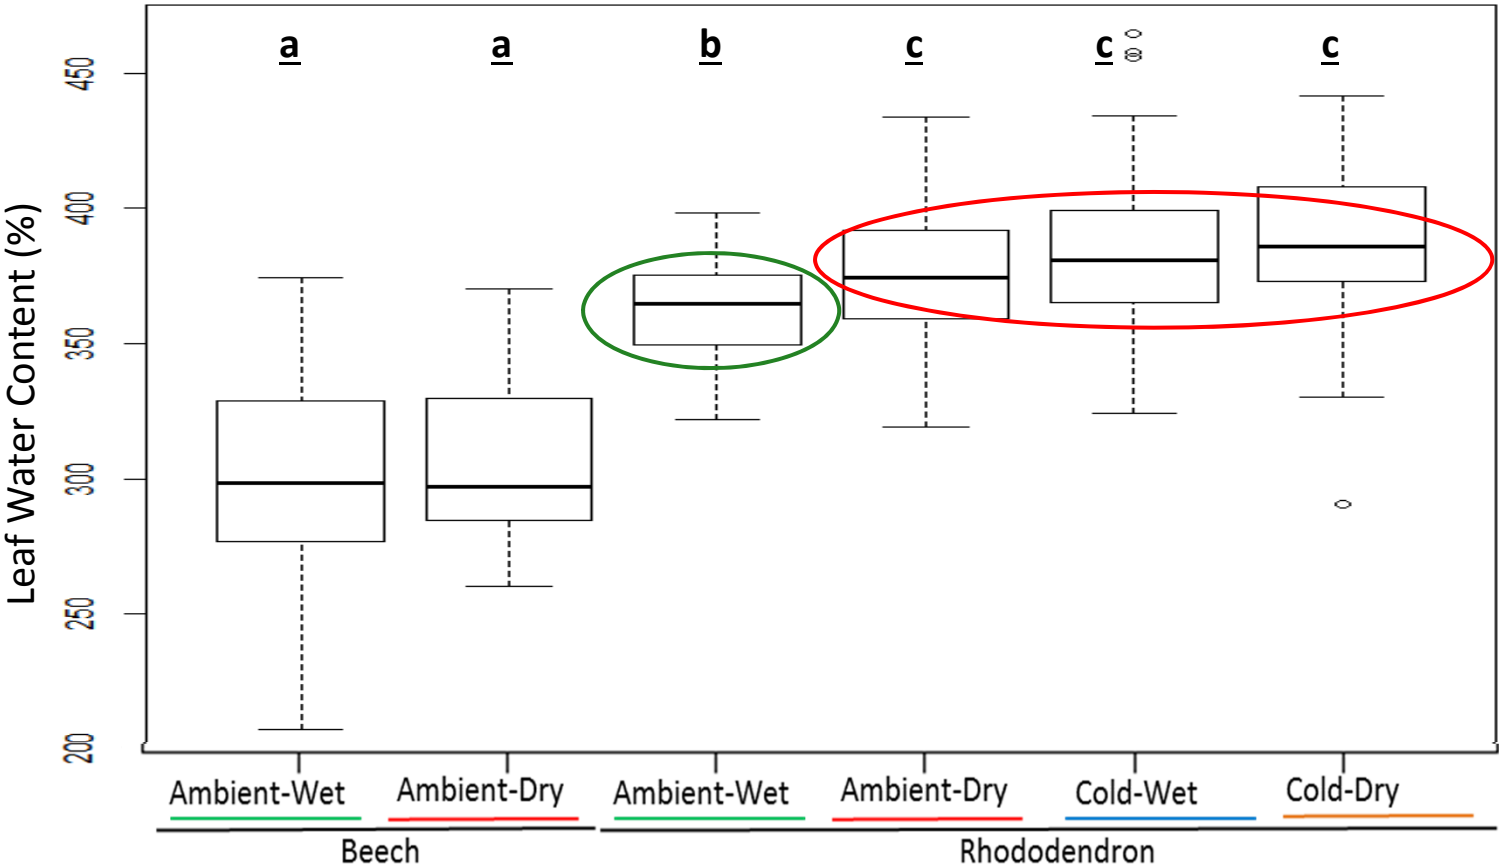 a a b c c c
Leaf Water Content (%)
450
400
350
300
250
200
Ambient-Wet Ambient-Dry Ambient-Wet Ambient-Dry Cold-Wet Cold-Dry
Beech Rhododendron